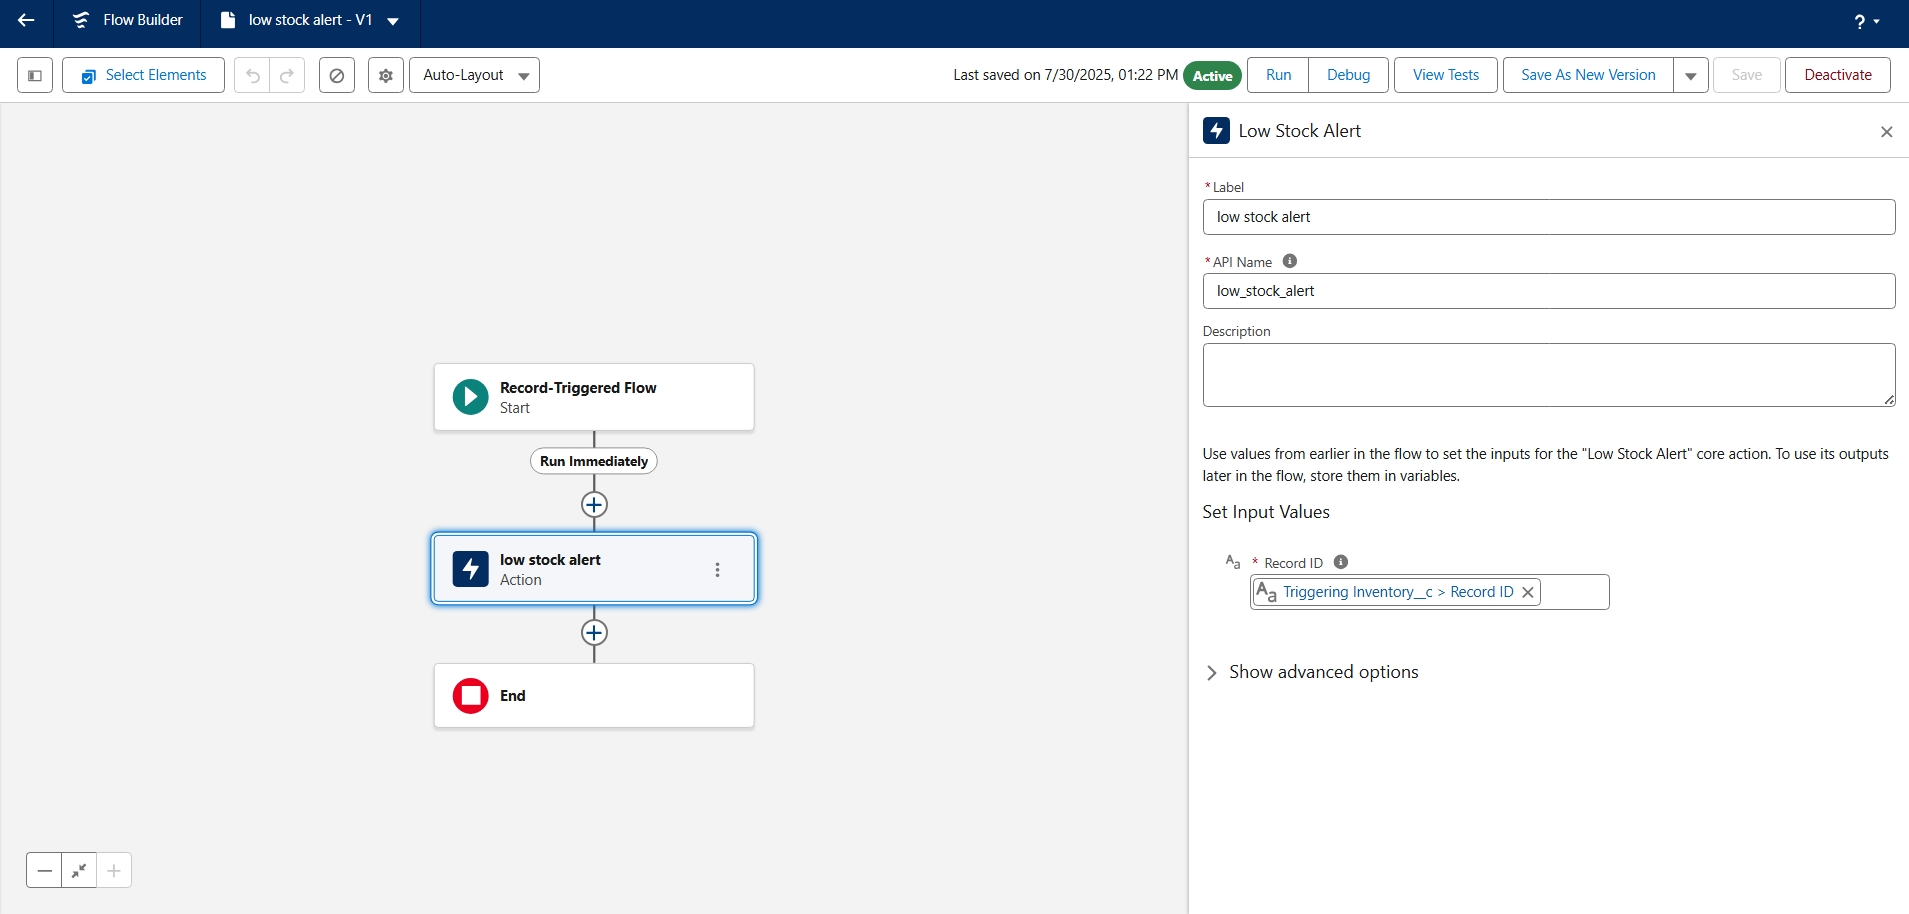 Flow Builder
low stock alert - V1
?
Select Elements
Auto-Layout
Last saved on 7/30/2025, 01:22 PM
Active
Run
Debug
View Tests
Save As New Version
Save
Deactivate
Low Stock Alert
* Label
low stock alert
* API Name
low_stock_alert
Description
Use values from earlier in the flow to set the inputs for the "Low Stock Alert" core action. To use its outputs
later in the flow, store them in variables.
Set Input Values
Aa * Record ID
Aa Triggering Inventory__c > Record ID
Show advanced options
Record-Triggered Flow
Start
Run Immediately
low stock alert
Action
End